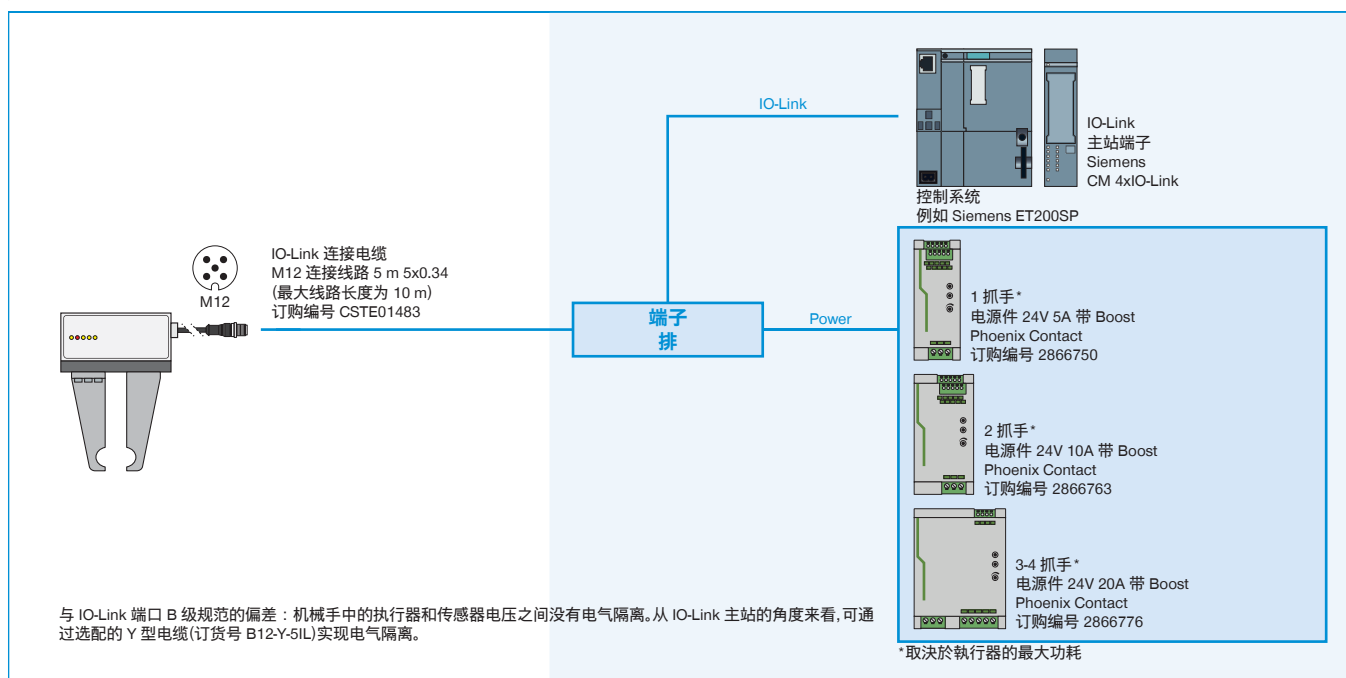 IO-Link
IO-Link
主站端子
Siemens
CM 4xIO-Link
控制系统
例如 Siemens ET200SP
M12
IO-Link 连接电缆
M12 连接线路 5 m 5x0.34
(最大线路长度为 10 m)
订购编号 CSTE01483
端子
排
Power
1 抓手*
电源件 24V 5A 带 Boost
Phoenix Contact
订购编号 2866750
2 抓手*
电源件 24V 10A 带 Boost
Phoenix Contact
订购编号 2866763
3-4 抓手*
电源件 24V 20A 带 Boost
Phoenix Contact
订购编号 2866776
与 IO-Link 端口 B 级规范的偏差：机械手中的执行器和传感器电压之间没有电气隔离。从 IO-Link 主站的角度来看,可通
过选配的 Y 型电缆(订货号 B12-Y-5IL)实现电气隔离。
*取決於執行器的最大功耗